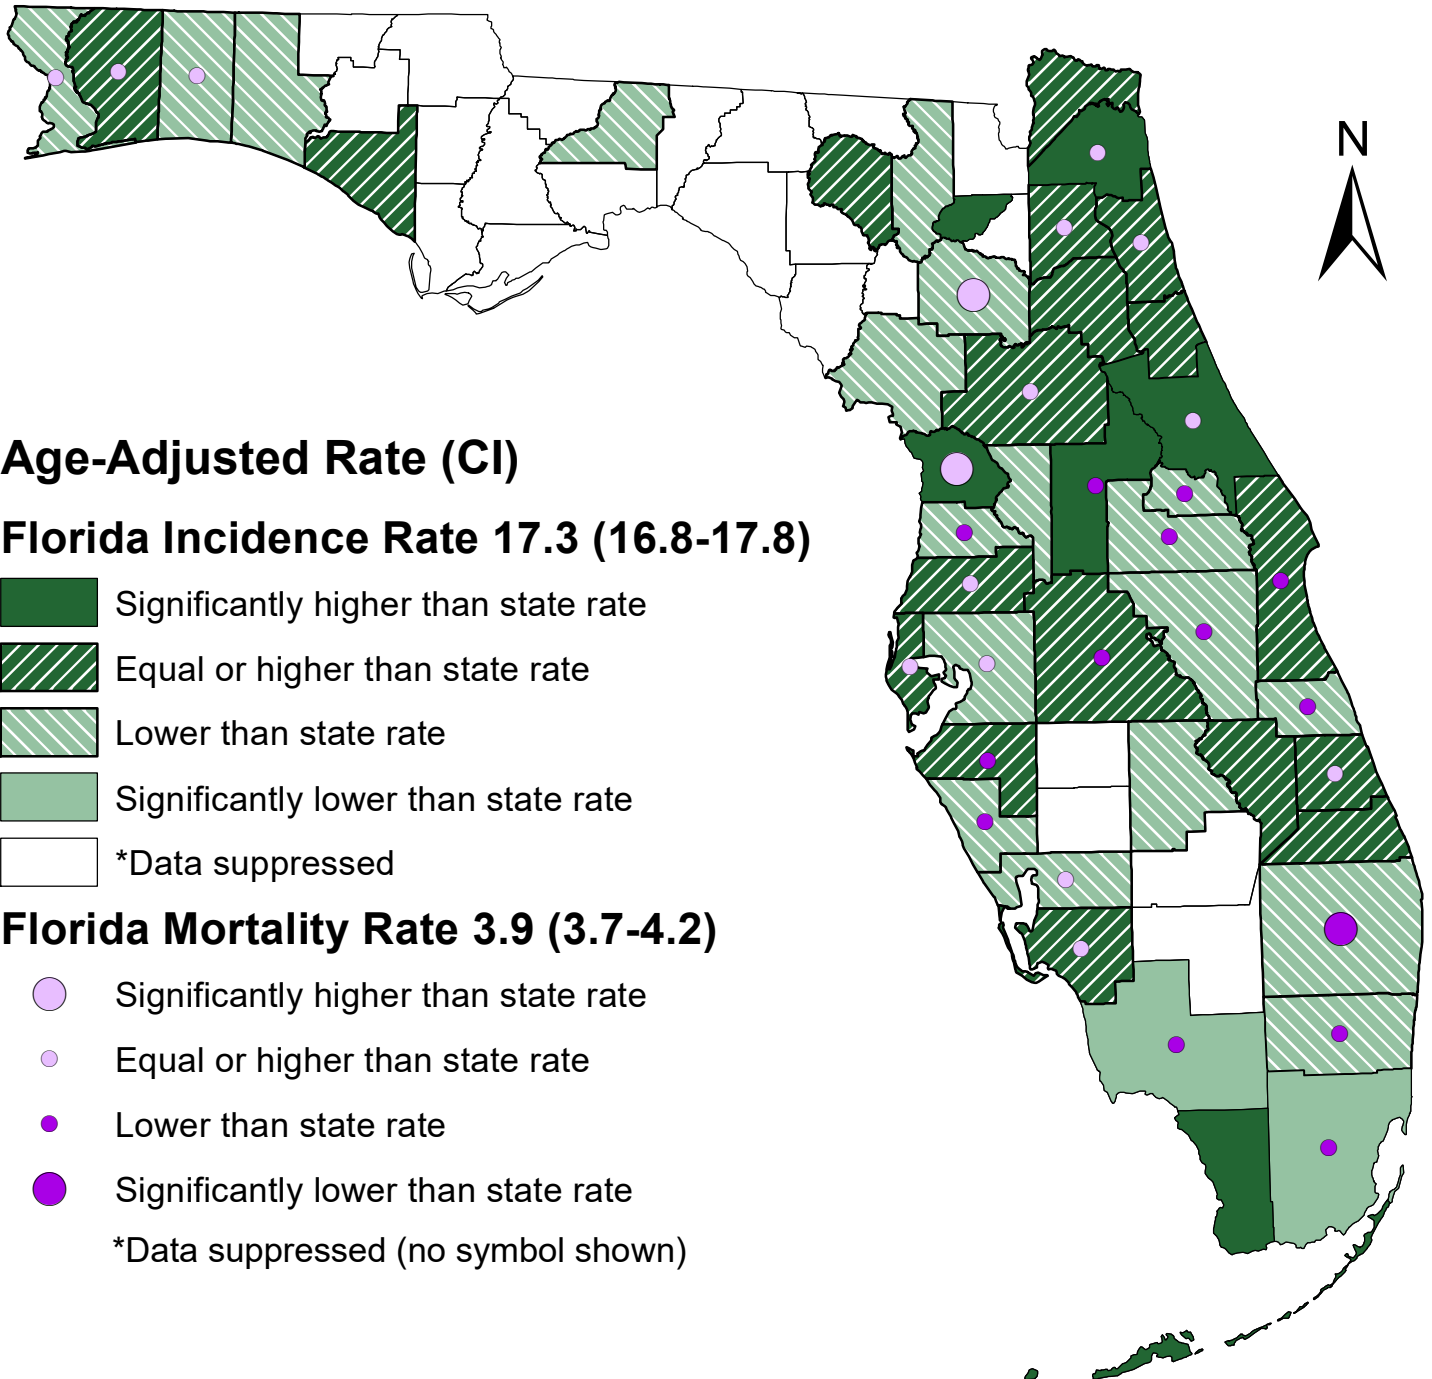 N
Age-Adjusted Rate (CI)
Florida Incidence Rate 17.3 (16.8-17.8)
Significantly higher than state rate
Equal or higher than state rate
Lower than state rate
Significantly lower than state rate
*Data suppressed
Florida Mortality Rate 3.9 (3.7-4.2)
Significantly higher than state rate
Equal or higher than state rate
Lower than state rate
Significantly lower than state rate
*Data suppressed (no symbol shown)